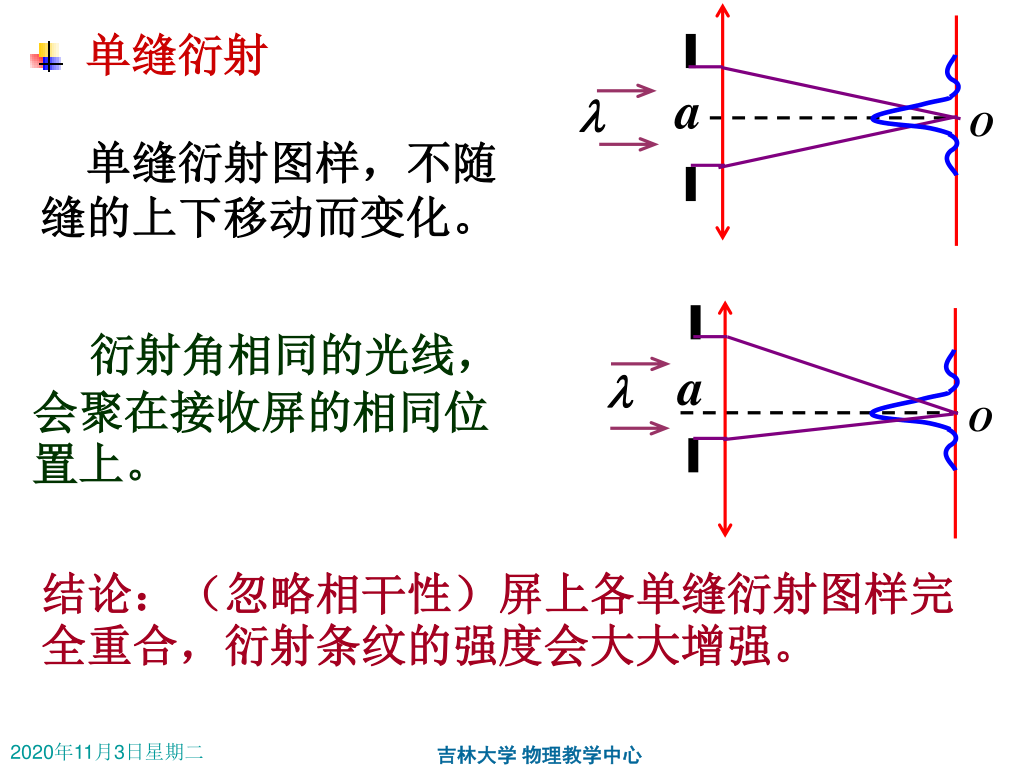 单缝衍射
单缝衍射图样，不随
缝的上下移动而变化。
λ
a
o
衍射角相同的光线，
会聚在接收屏的相同位
置上。
λ
a
o
结论：（忽略相干性）屏上各单缝衍射图样完
全重合，衍射条纹的强度会大大增强。
2020年11月3日星期二
吉林大学 物理教学中心